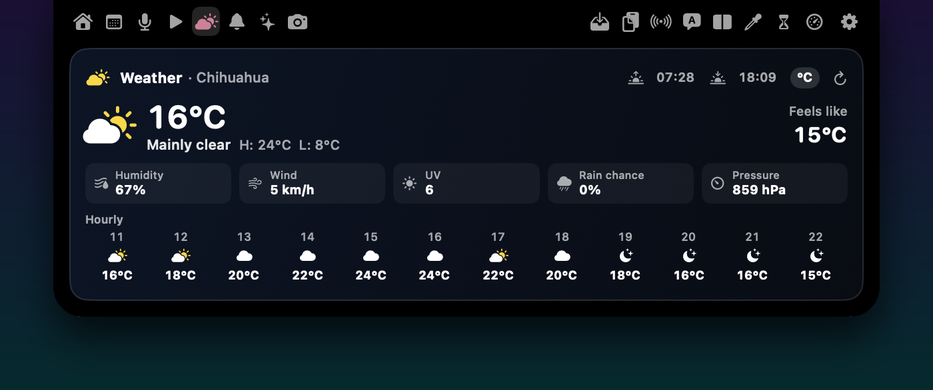 A
Weather · Chihuahua
07:28 18:09 °C
16°C
Feels like
15°C
Mainly clear H: 24°C L: 8°C
Humidity Wind UV Rain chance Pressure
67% 5 km/h 6 0% 859 hPa
Hourly
11 12 13 14 15 16 17 18 19 20 21 22
16°C 18°C 20°C 22°C 24°C 24°C 22°C 20°C 18°C 16°C 16°C 15°C